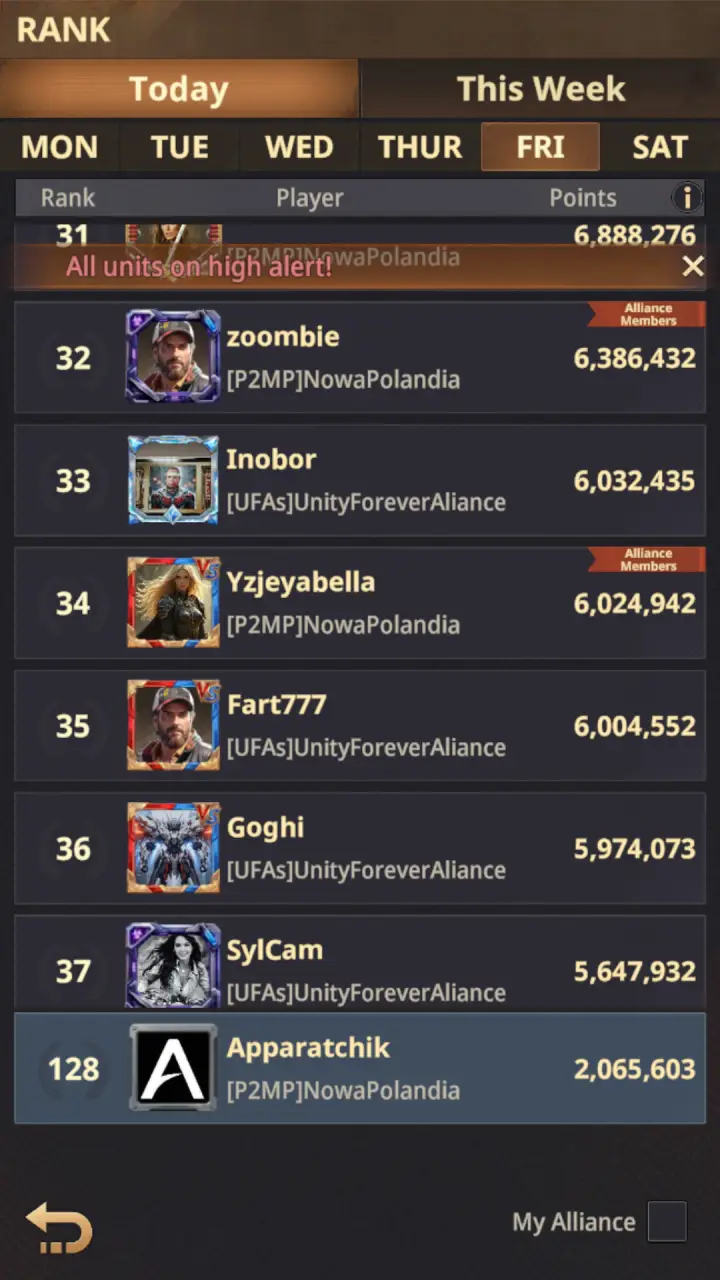 RANK
Today
This Week
MON TUE WED THUR FRI SAT
Rank Player Points i
31
6,888,276
[P2MP]NowaPolandia
All units on high alert!
Alliance
Members
32
zoombie
[P2MP]NowaPolandia
6,386,432
33
Inobor
[UFAs]UnityForeverAliance
6,032,435
Alliance
Members
34
Yzjeyabella
[P2MP]NowaPolandia
6,024,942
VS
35
Fart777
[UFAs]UnityForeverAliance
6,004,552
VS
36
Goghi
[UFAs]UnityForeverAliance
5,974,073
VS
37
SylCam
[UFAs]UnityForeverAliance
5,647,932
128
A
Apparatchik
[P2MP]NowaPolandia
2,065,603
My Alliance